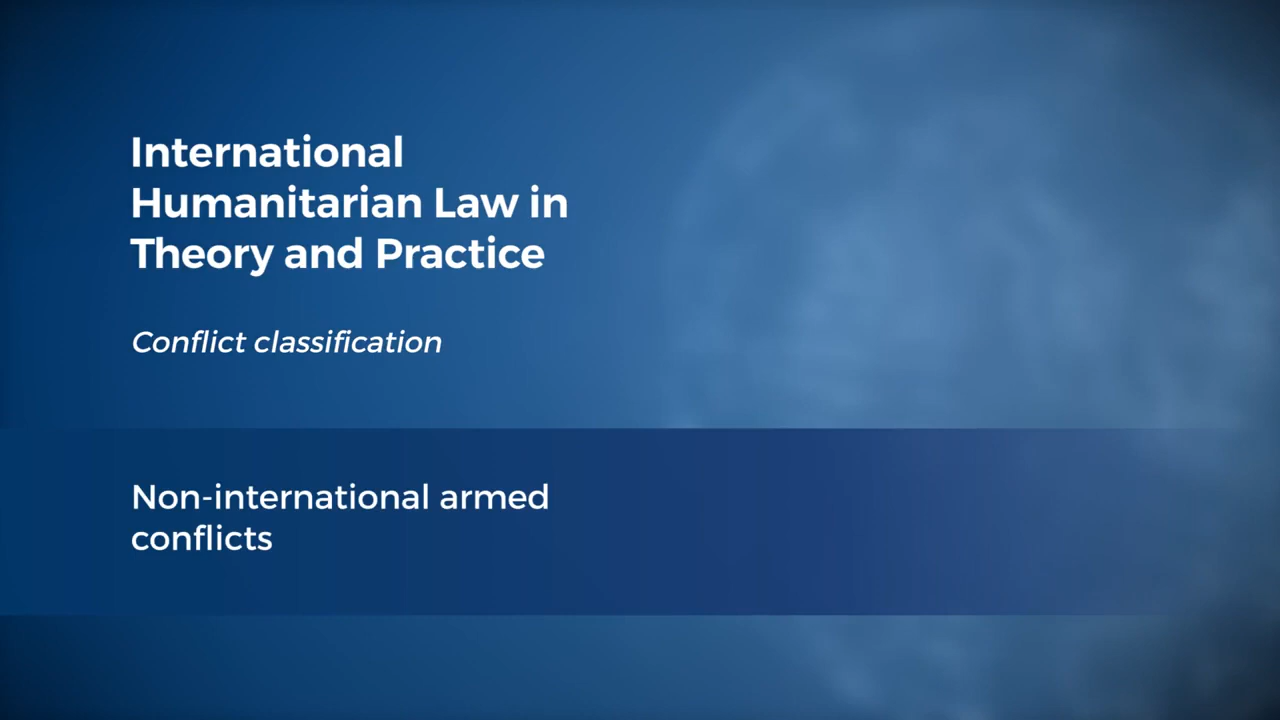 International
Humanitarian Law in
Theory and Practice
Conflict classification
Non-international armed
conflicts